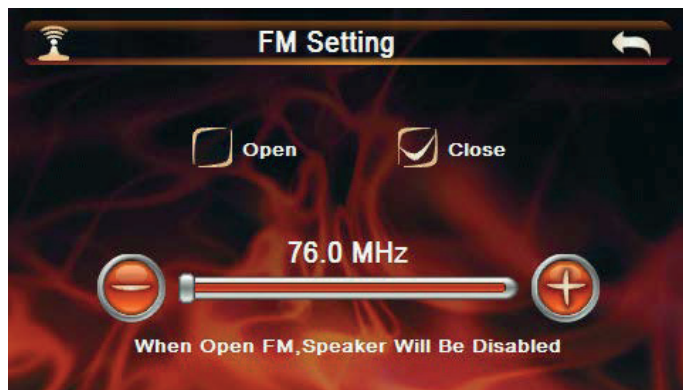 FM Setting
Open Close
76.0 MHz
When Open FM,Speaker Will Be Disabled